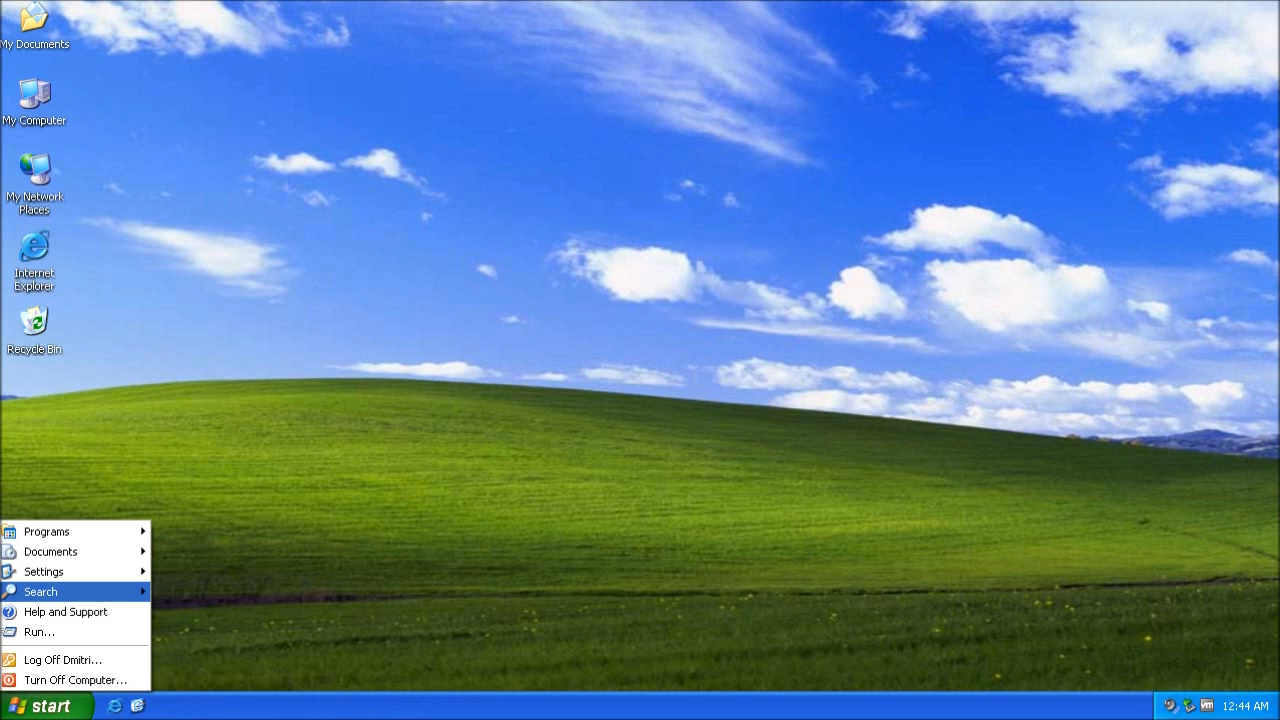 My Documents
My Computer
My Network
Places
Internet
Explorer
Recycle Bin
Programs
Documents
Settings
Search
Help and Support
Run...
Log Off Dmitri...
Turn Off Computer...
start
vm
12:44 AM